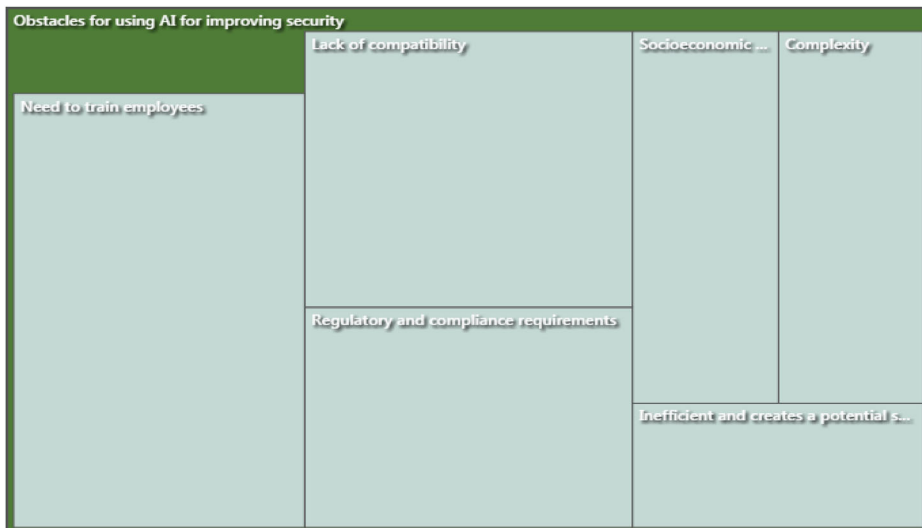 Obstacles for using AI for improving security
Need to train employees
Lack of compatibility
Regulatory and compliance requirements
Socioeconomic ...
Complexity
Inefficient and creates a potential s...